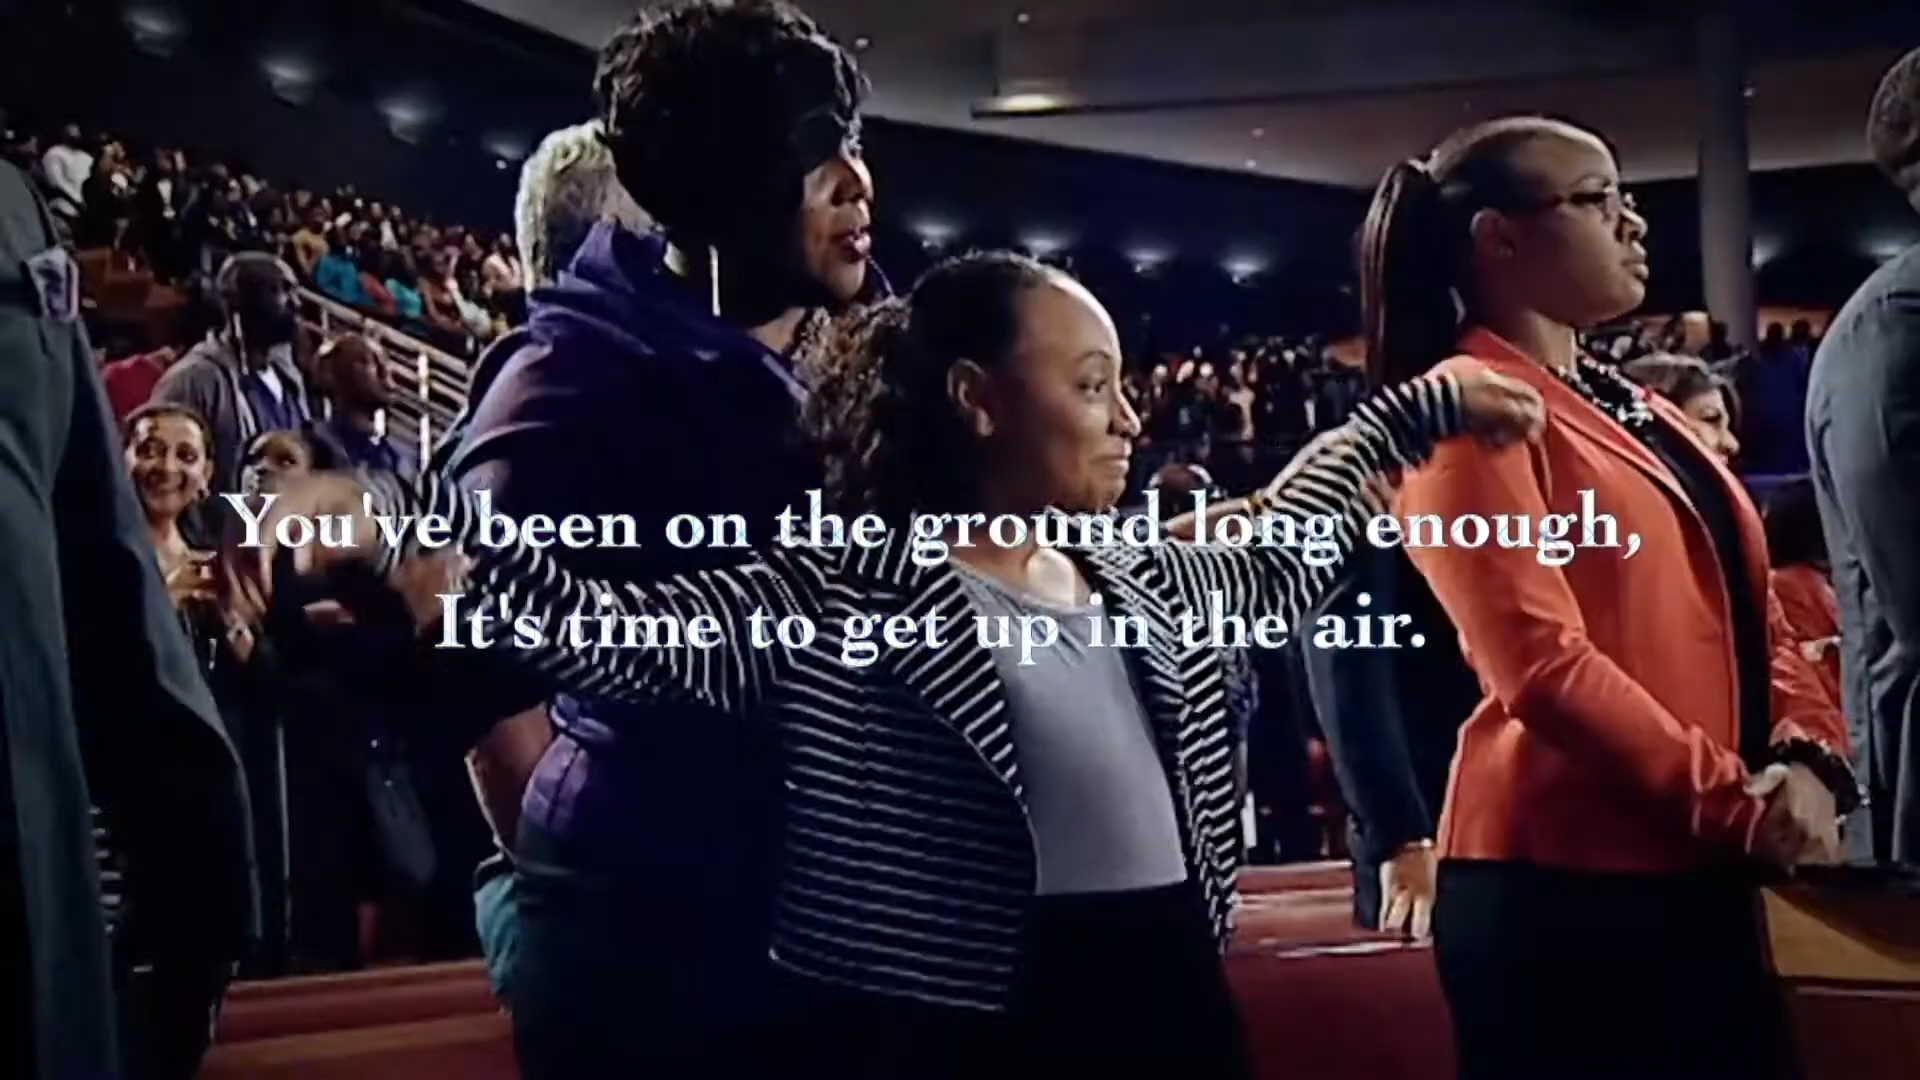 You've been on the ground long enough,
It's time to get up in the air.